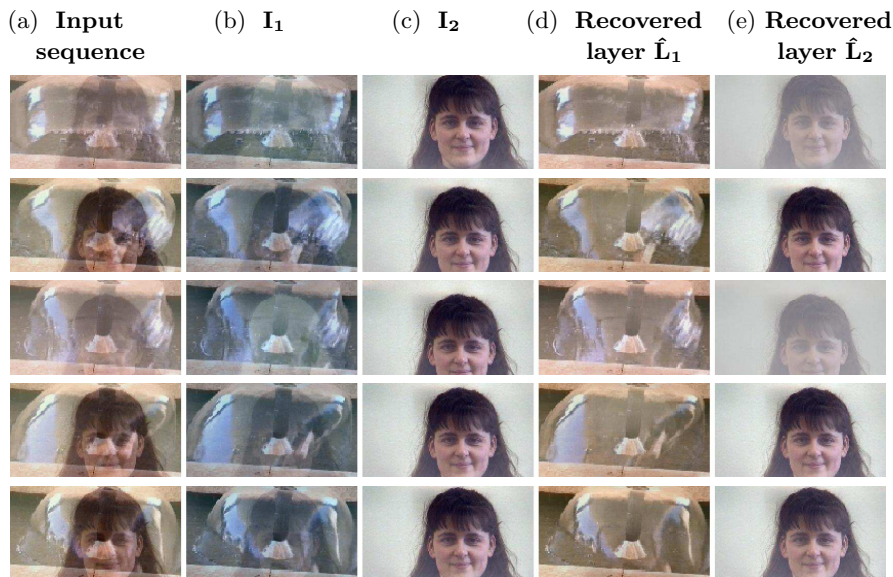 (a) Input sequence
(b) I₁
(c) I₂
(d) Recovered layer L̂₁
(e) Recovered layer L̂₂